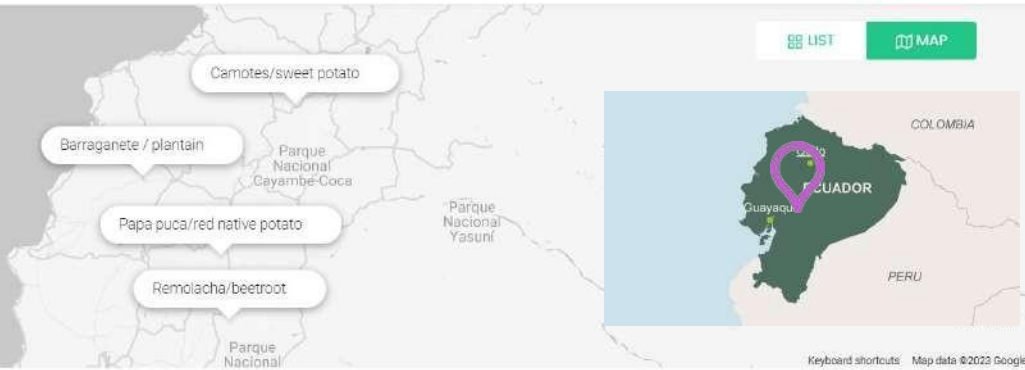 LIST
MAP
Camotes/sweet potato
COLOMBIA
Barraganete / plantain
Parque
Nacional
Cayambe-Coca
ECUADOR
Parque
Nacional
Yasuní
Papa puca/red native potato
PERU
Remolacha/beetroot
Parque
Nacional
Keyboard shortcuts
Map data ©2023 Google